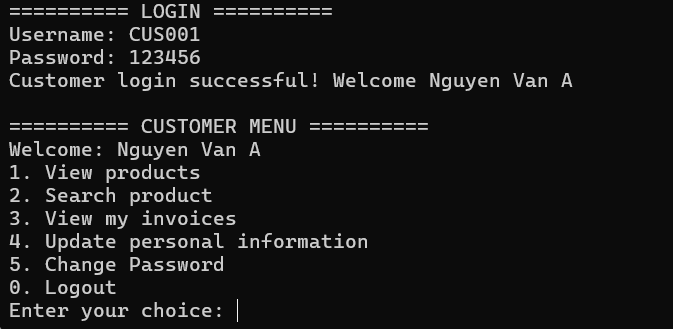 ========== LOGIN ==========
Username: CUS001
Password: 123456
Customer login successful! Welcome Nguyen Van A

========== CUSTOMER MENU ==========
Welcome: Nguyen Van A
1. View products
2. Search product
3. View my invoices
4. Update personal information
5. Change Password
0. Logout
Enter your choice: